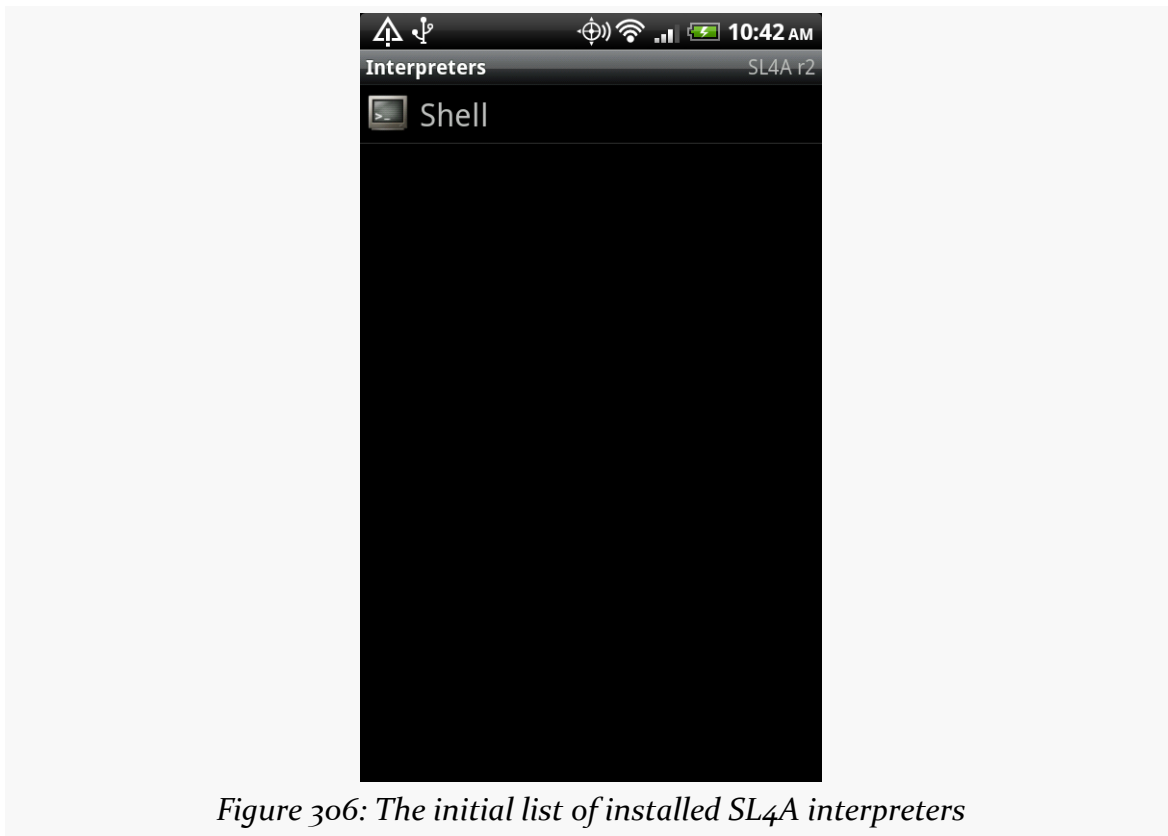 10:42 AM
Interpreters SL4A r2
>_ Shell
Figure 306: The initial list of installed SL4A interpreters